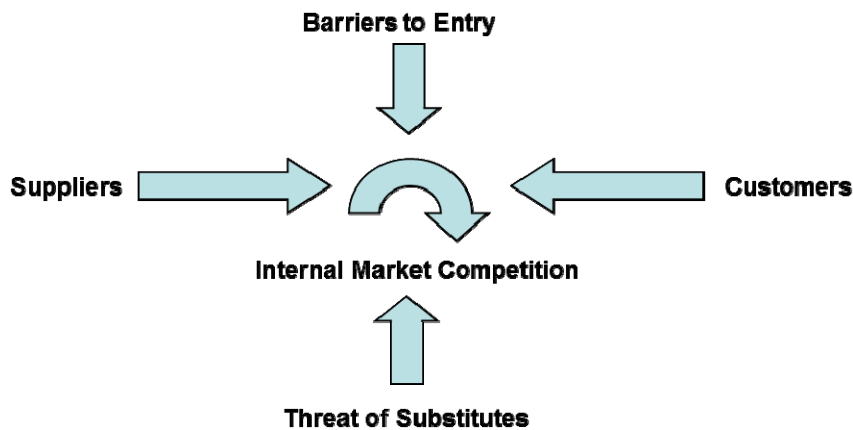 Barriers to Entry
Suppliers
Customers
Internal Market Competition
Threat of Substitutes